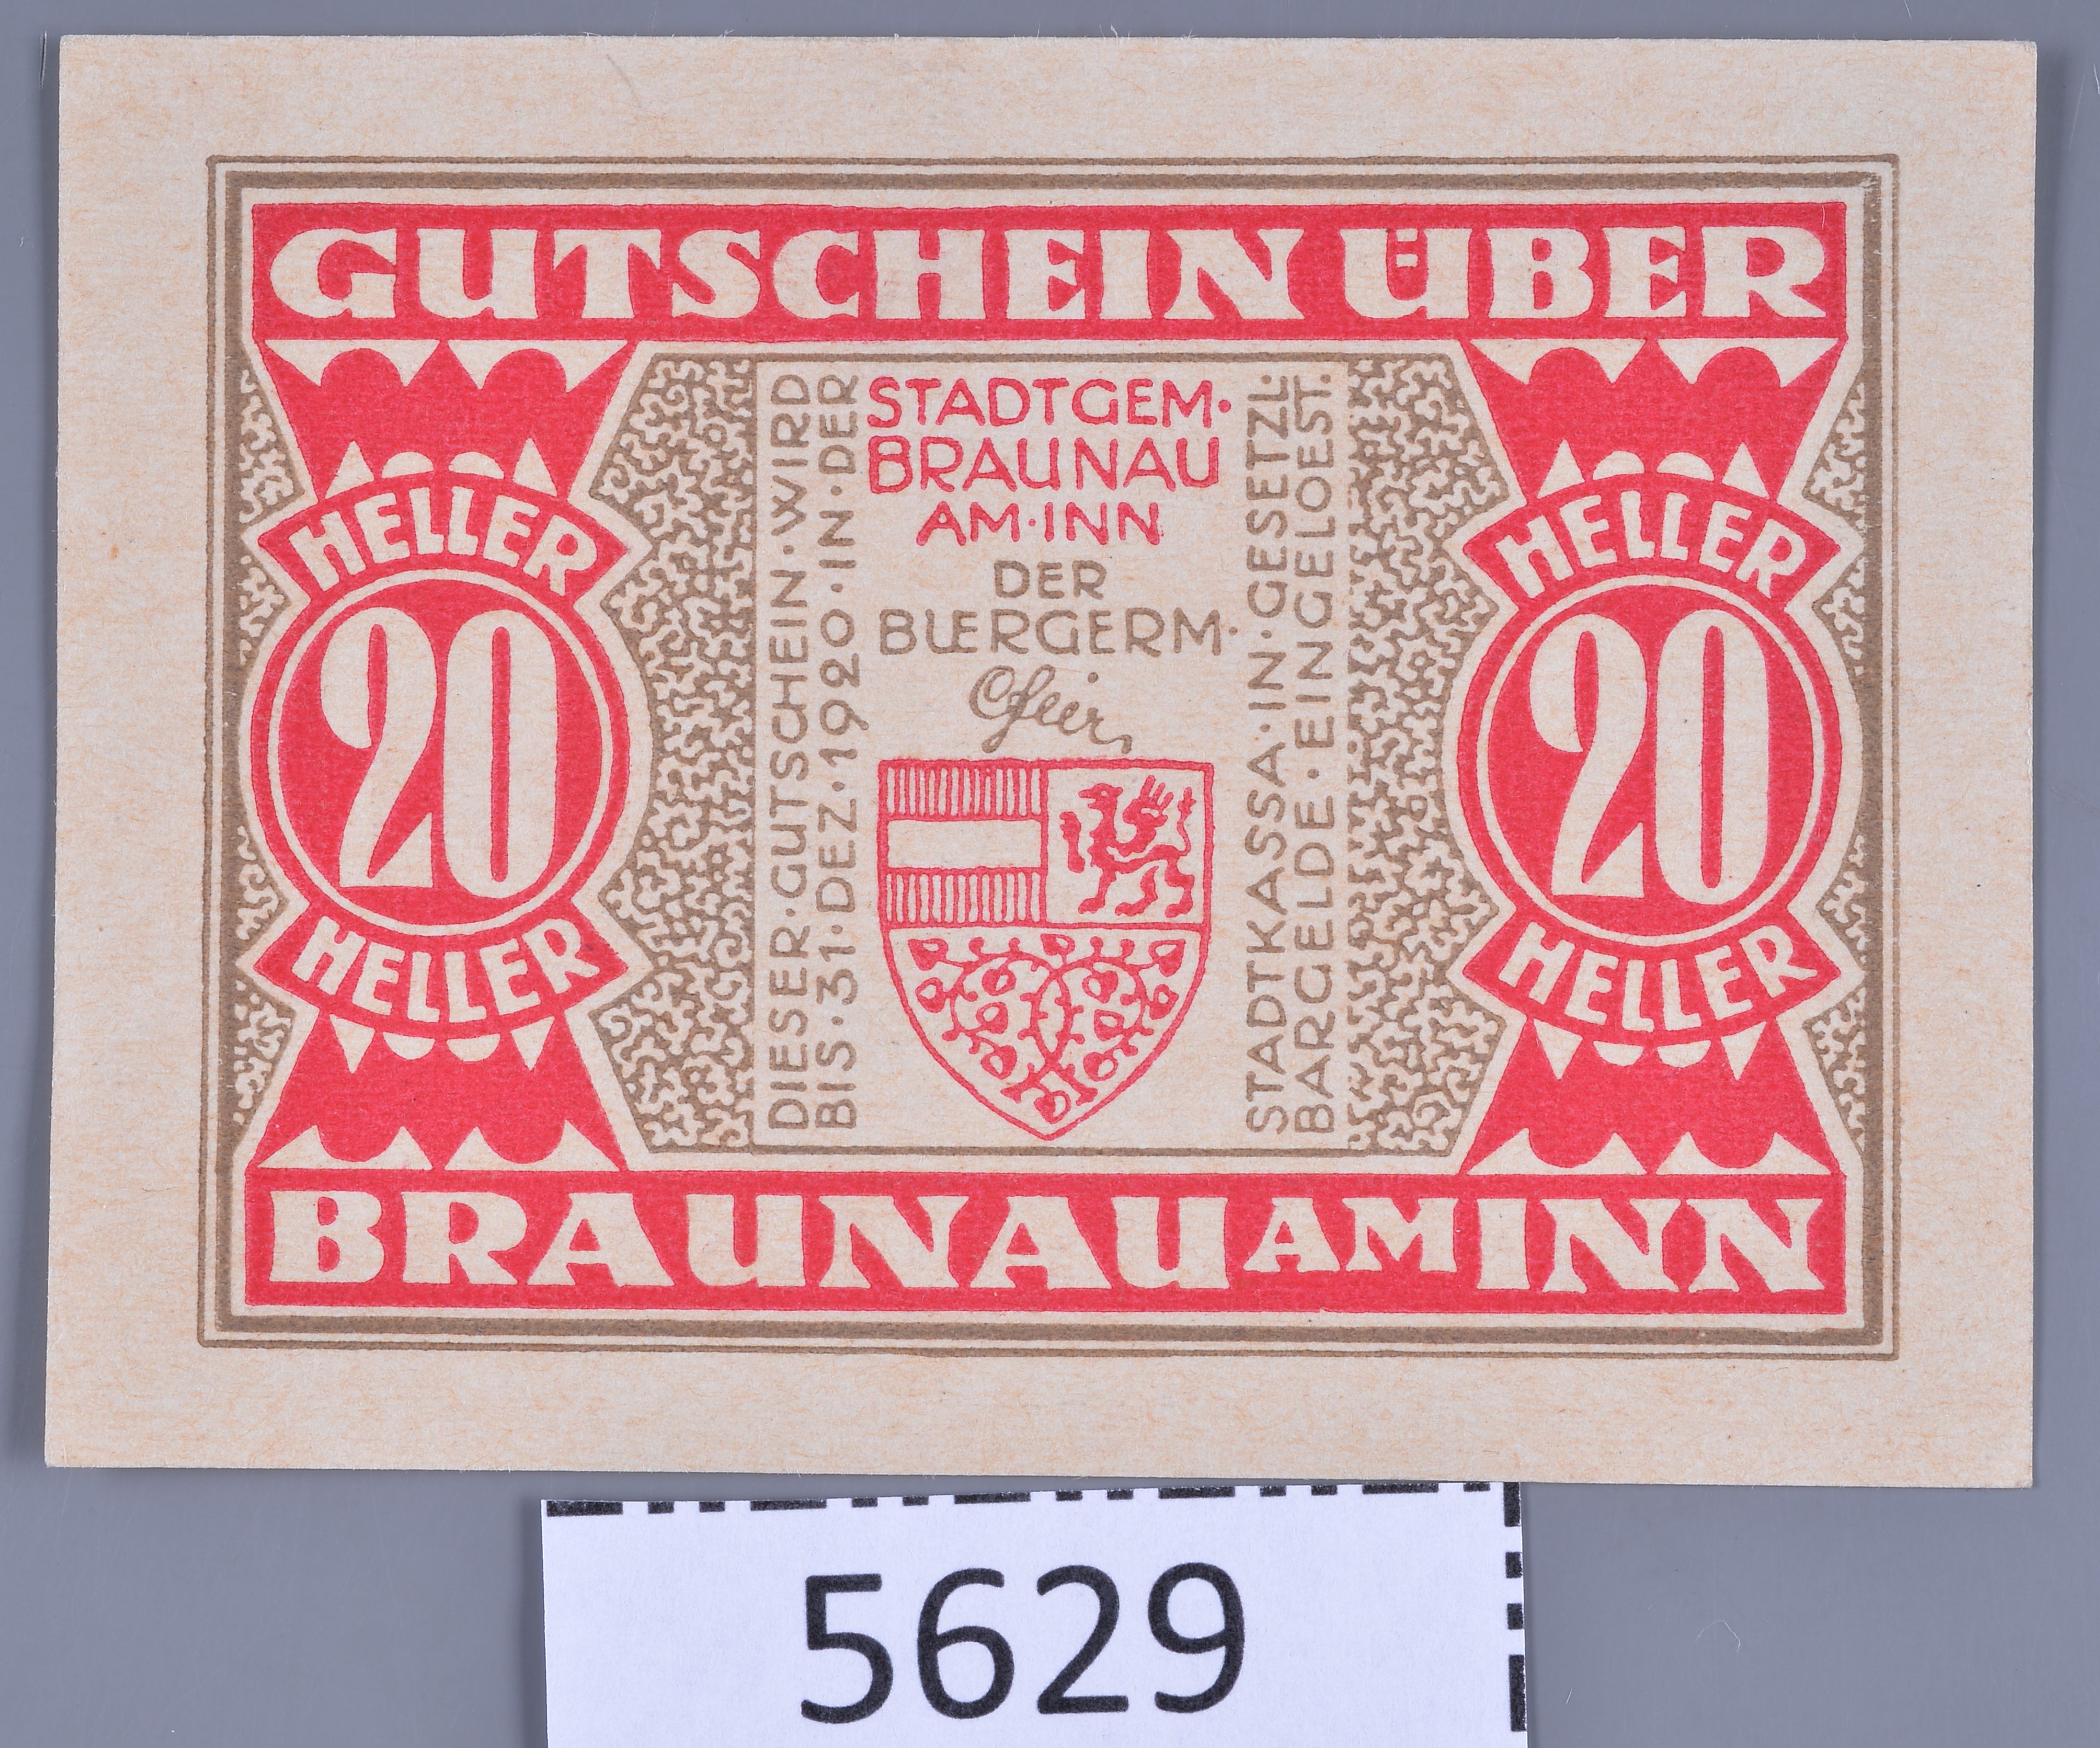 GUTSCHEIN ÜBER
HELLER
20
HELLER
DIESER·GUTSCHEIN·WIRD
BIS·31·DEZ·1920·IN·DER
STADTGEM·
BRAUNAU
AM·INN
DER
BUERGERM·
STADTKASSA·IN·GESETZL·
BARGELDE·EINGELOEST·
HELLER
20
HELLER
BRAUNAU AM INN
5629